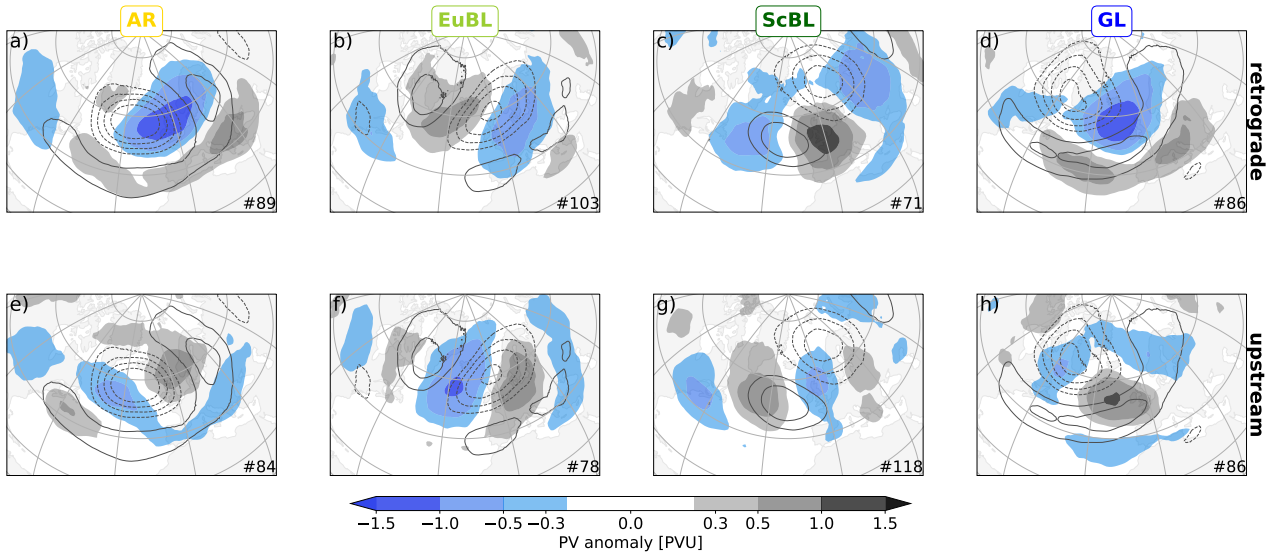 AR EuBL ScBL GL
a) b) c) d)
retrograde
#89 #103 #71 #86
e) f) g) h)
upstream
#84 #78 #118 #86
−1.5 −1.0 −0.5 −0.3 0.0 0.3 0.5 1.0 1.5
PV anomaly [PVU]